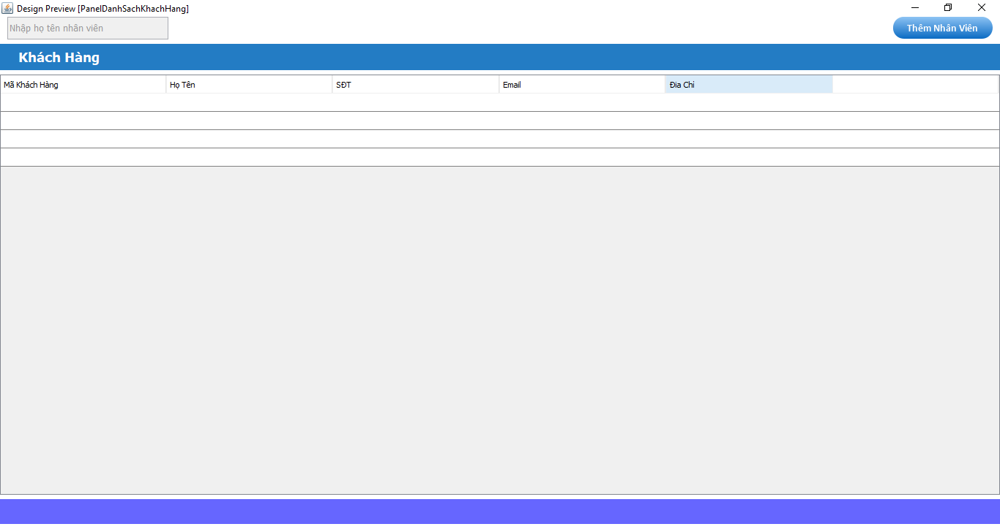 Design Preview [PanelDanhSachKhachHang]
Nhập họ tên nhân viên
Thêm Nhân Viên
Khách Hàng
Mã Khách Hàng
Họ Tên
SĐT
Email
Đia Chi